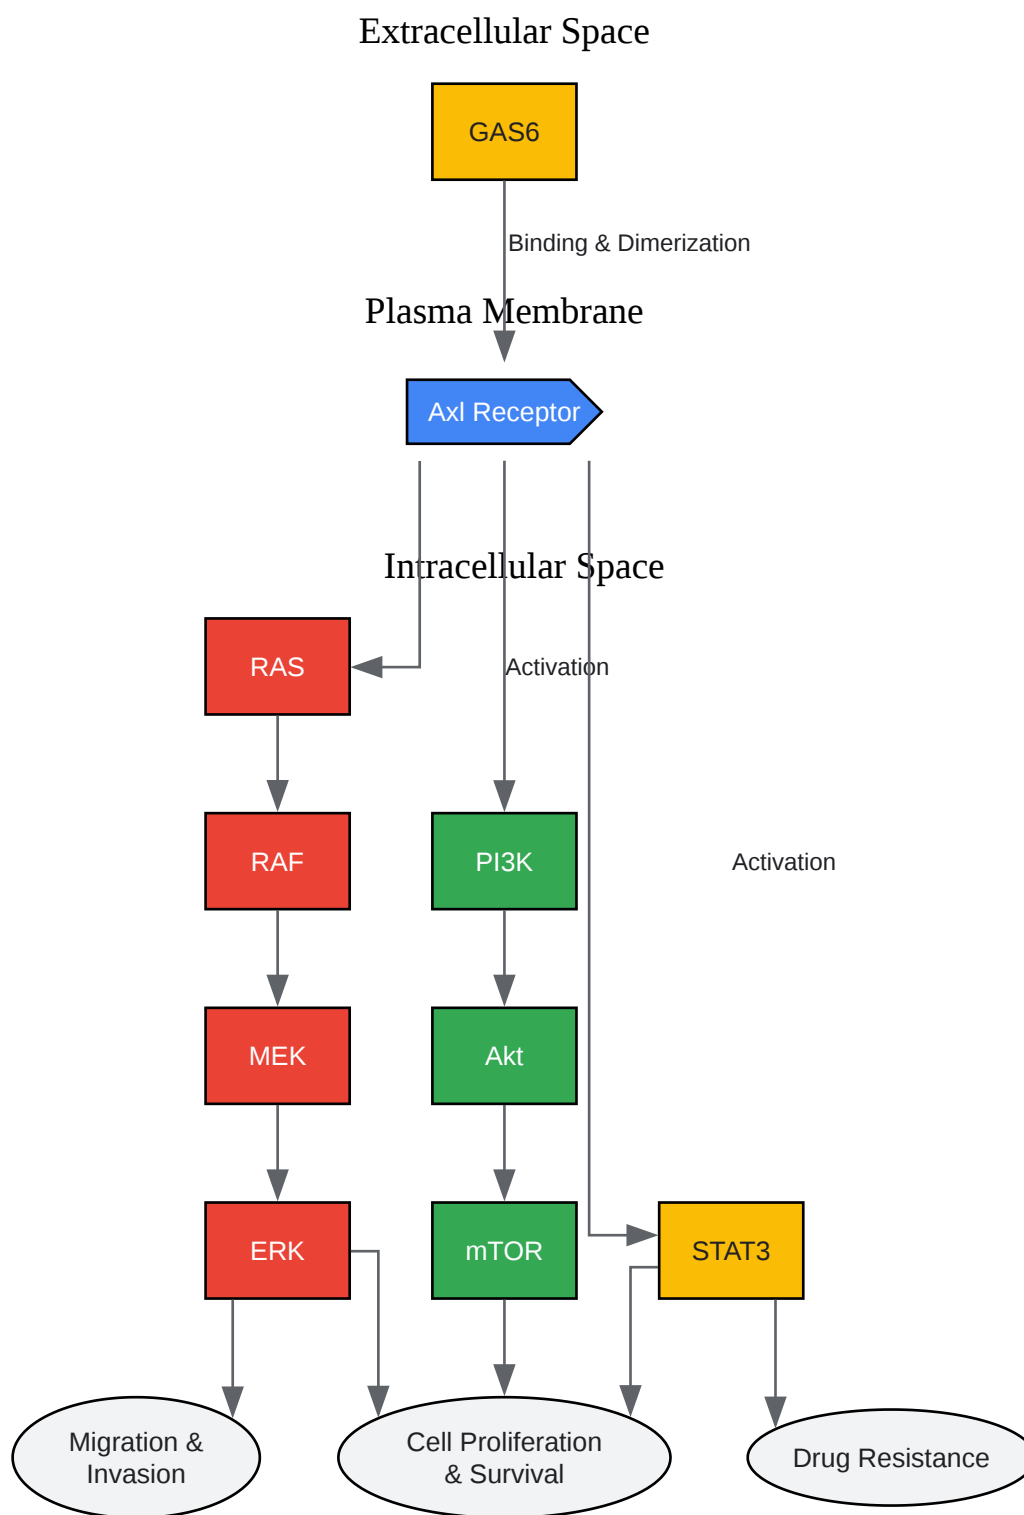 Extracellular Space
GAS6
Binding & Dimerization
Plasma Membrane
Axl Receptor
Intracellular Space
RAS
Activation
RAF
PI3K
Activation
MEK
Akt
ERK
mTOR
STAT3
Migration &
Invasion
Cell Proliferation
& Survival
Drug Resistance